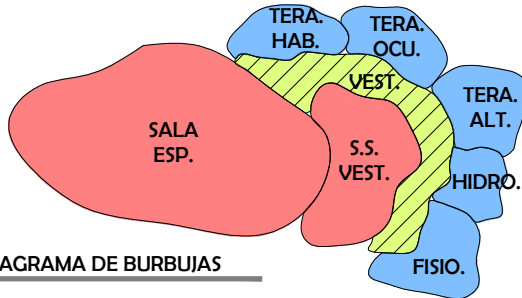 TERA.
HAB.
TERA.
OCU.
VEST.
TERA.
ALT.
SALA
ESP.
S.S.
VEST.
HIDRO.
FISIO.
AGRAMA DE BURBUJAS